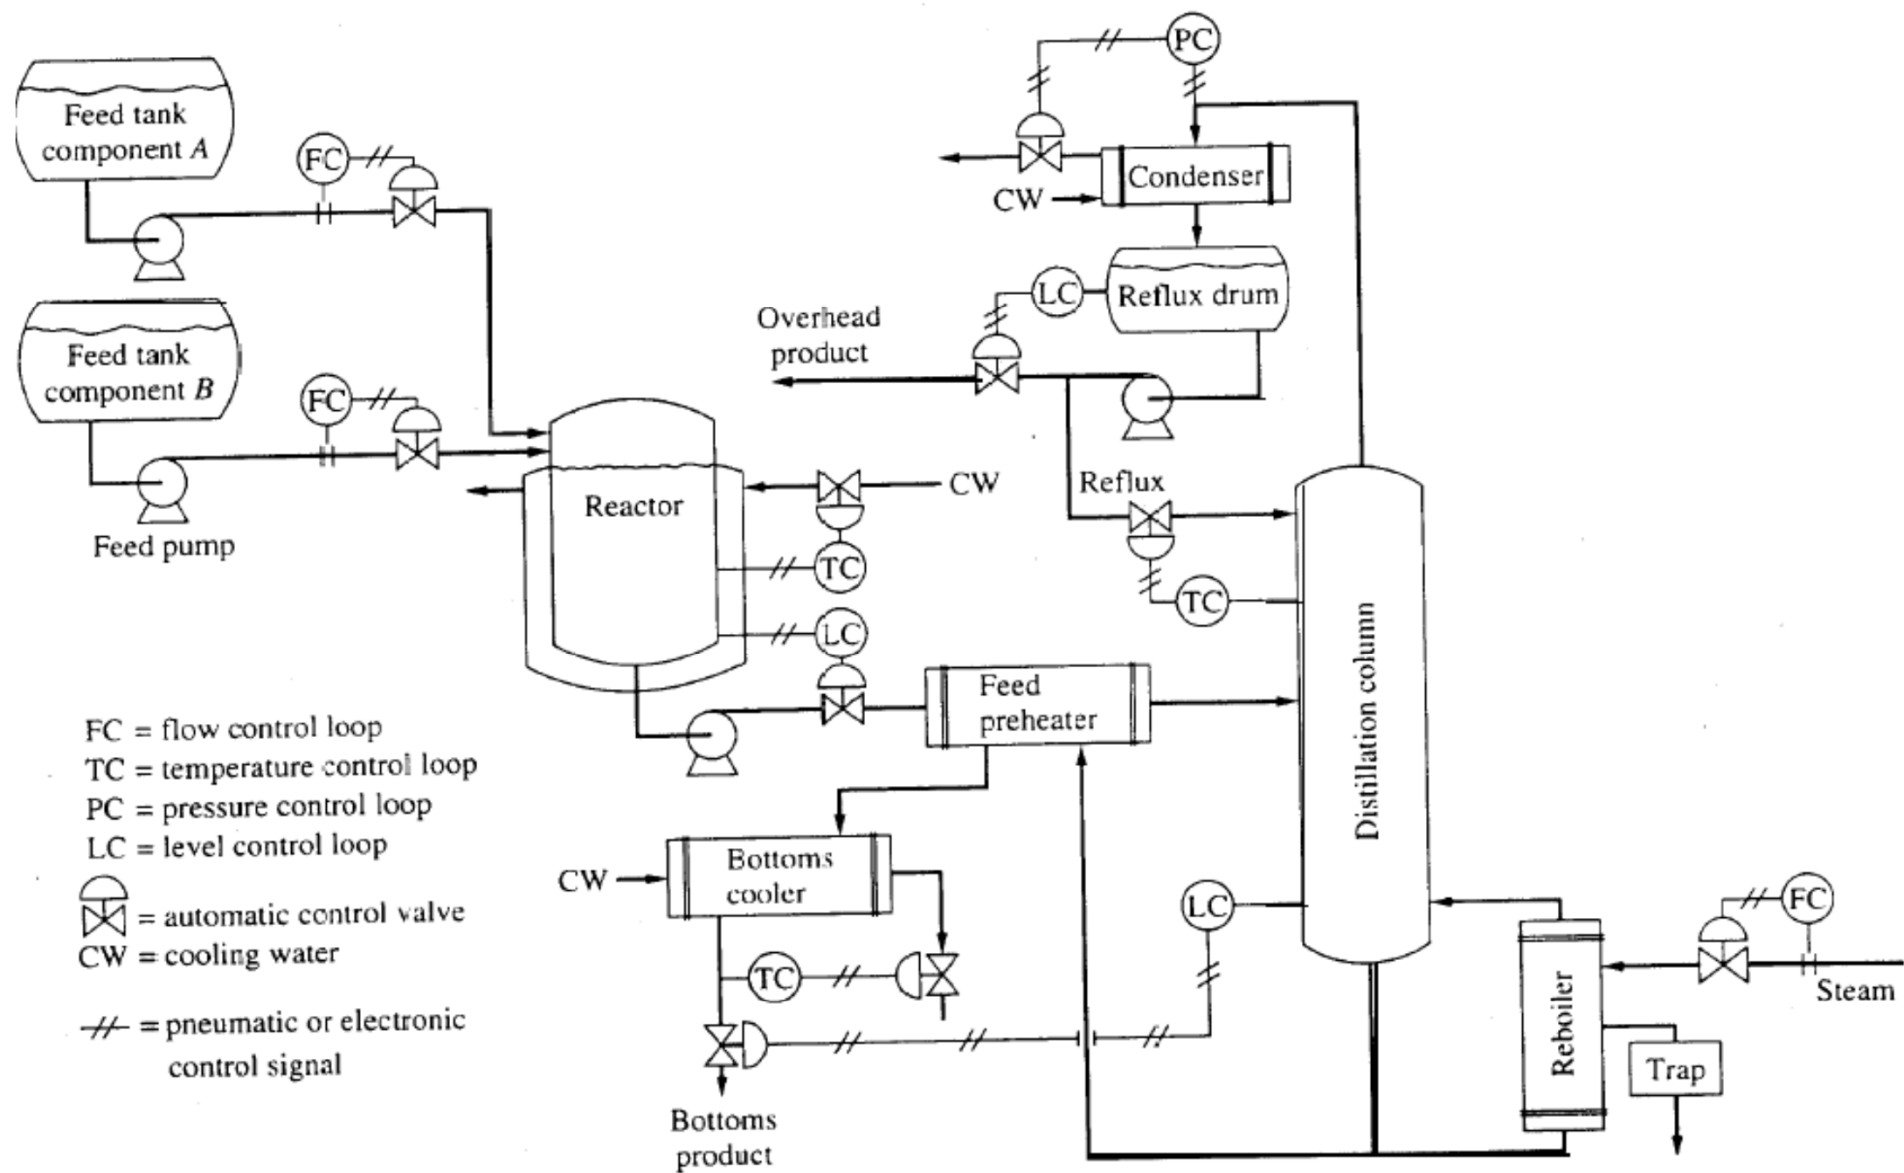 PC
Feed tank
component A
FC
Condenser
CW
LC
Reflux drum
Overhead
product
Feed tank
component B
FC
Reactor
CW
Reflux
Feed pump
TC
TC
LC
Distillation column
Feed
preheater
FC = flow control loop
TC = temperature control loop
PC = pressure control loop
LC = level control loop
= automatic control valve
CW = cooling water
= pneumatic or electronic
control signal
Bottoms
cooler
CW
LC
FC
TC
Steam
Reboiler
Trap
Bottoms
product